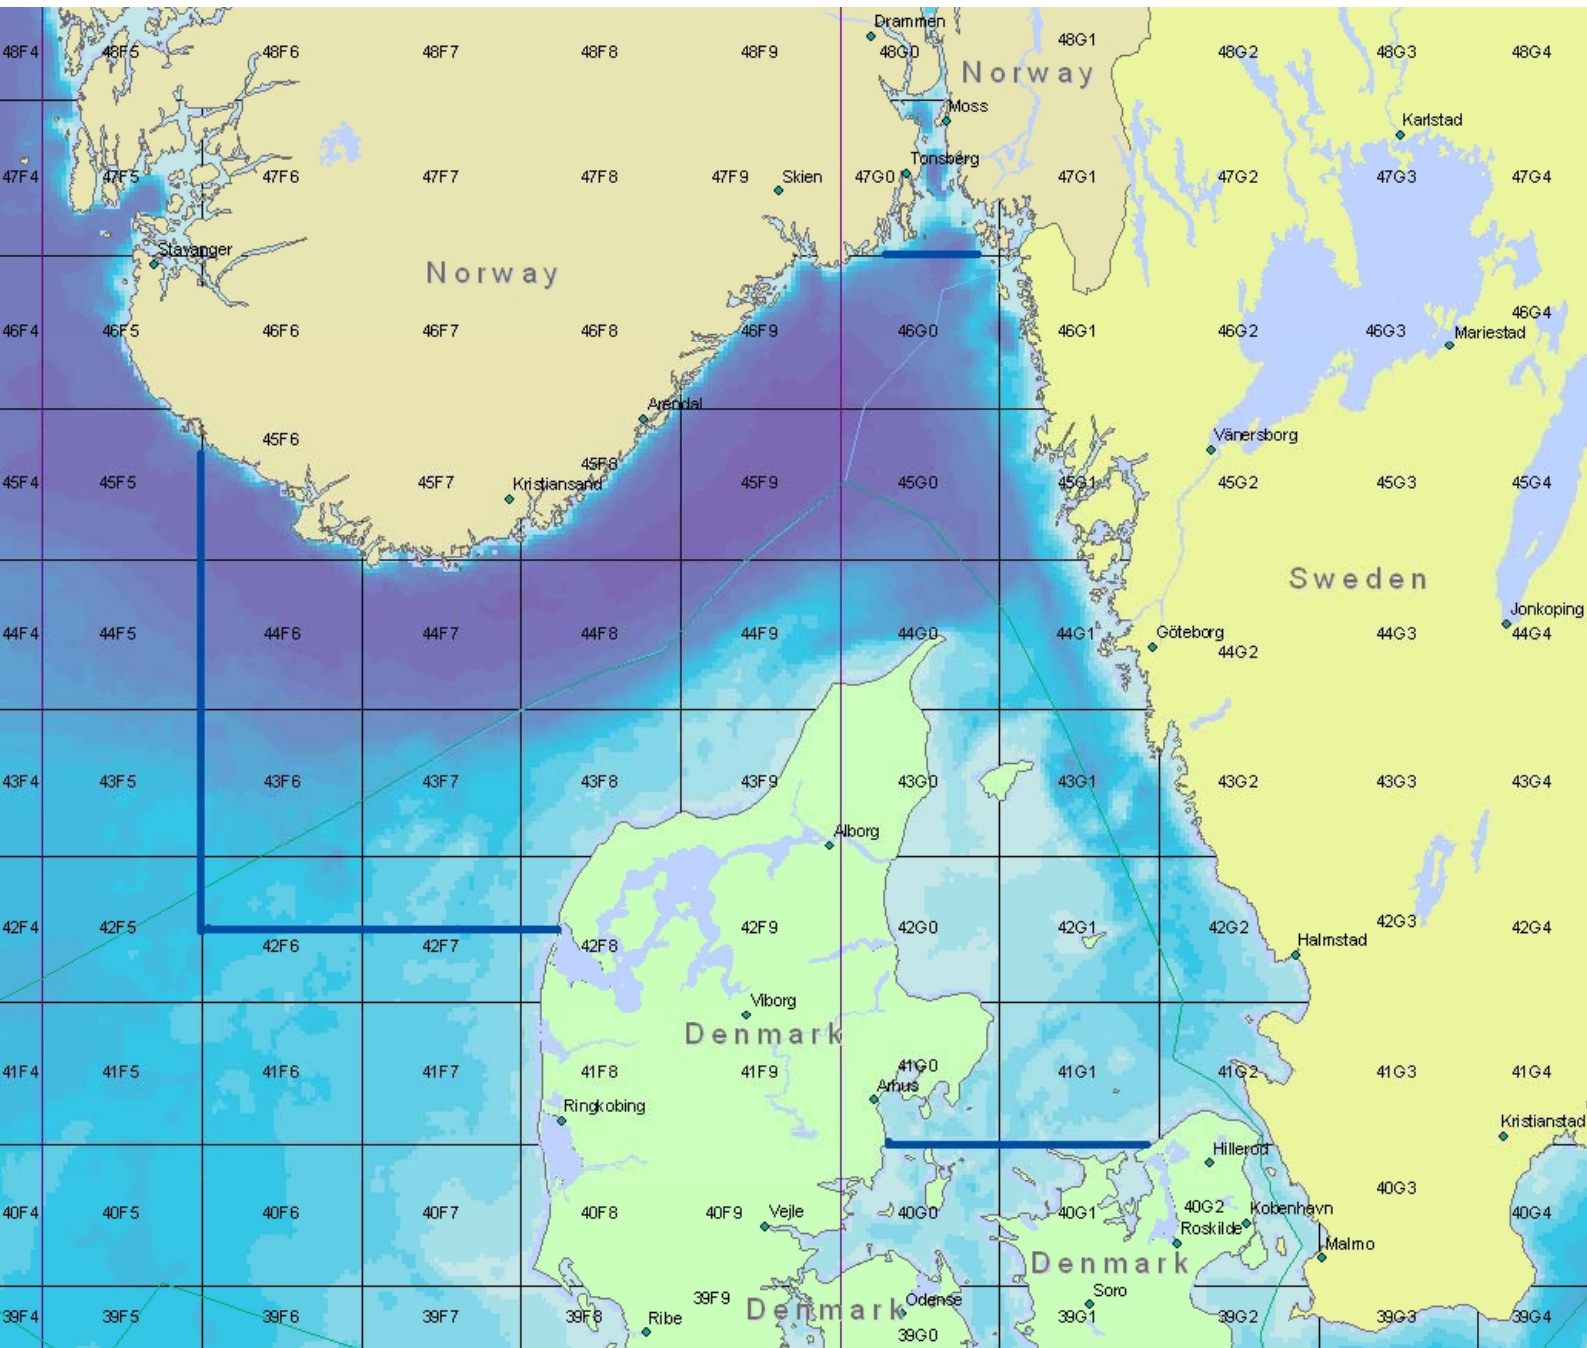 Drammen
48F4 48F5 48F6 48F7 48F8 48F9 48G0 48G1 48G2 48G3 48G4
Norway
Moss
Karlstad
Tonsberg
47F4 47F5 47F6 47F7 47F8 47F9 Skien 47G0 47G1 47G2 47G3 47G4
Stavanger
Norway
46F4 46F5 46F6 46F7 46F8 46F9 46G0 46G1 46G2 46G3 46G4
Mariestad
Arendal
45F6
Vänersborg
45F4 45F5 45F7 45F8 45F9 45G0 45G1 45G2 45G3 45G4
Kristiansand
Sweden
Jonkoping
44F4 44F5 44F6 44F7 44F8 44F9 44G0 44G1 Göteborg 44G2 44G3 44G4
43F4 43F5 43F6 43F7 43F8 43F9 43G0 43G1 43G2 43G3 43G4
Alborg
42F4 42F5 42F6 42F7 42F8 42F9 42G0 42G1 42G2 42G3 42G4
Halmstad
Viborg
Denmark
41F4 41F5 41F6 41F7 41F8 41F9 41G0 41G1 41G2 41G3 41G4
Arhus
Ringkobing
Kristianstad
Hillerod
40G3
40F4 40F5 40F6 40F7 40F8 40F9 Vejle 40G0 40G1 40G2 Kobenhavn 40G4
Roskilde
Malmo
Denmark
Soro
39F4 39F5 39F6 39F7 39F8 Ribe 39F9 Denmark Odense 39G0 39G1 39G2 39G3 39G4